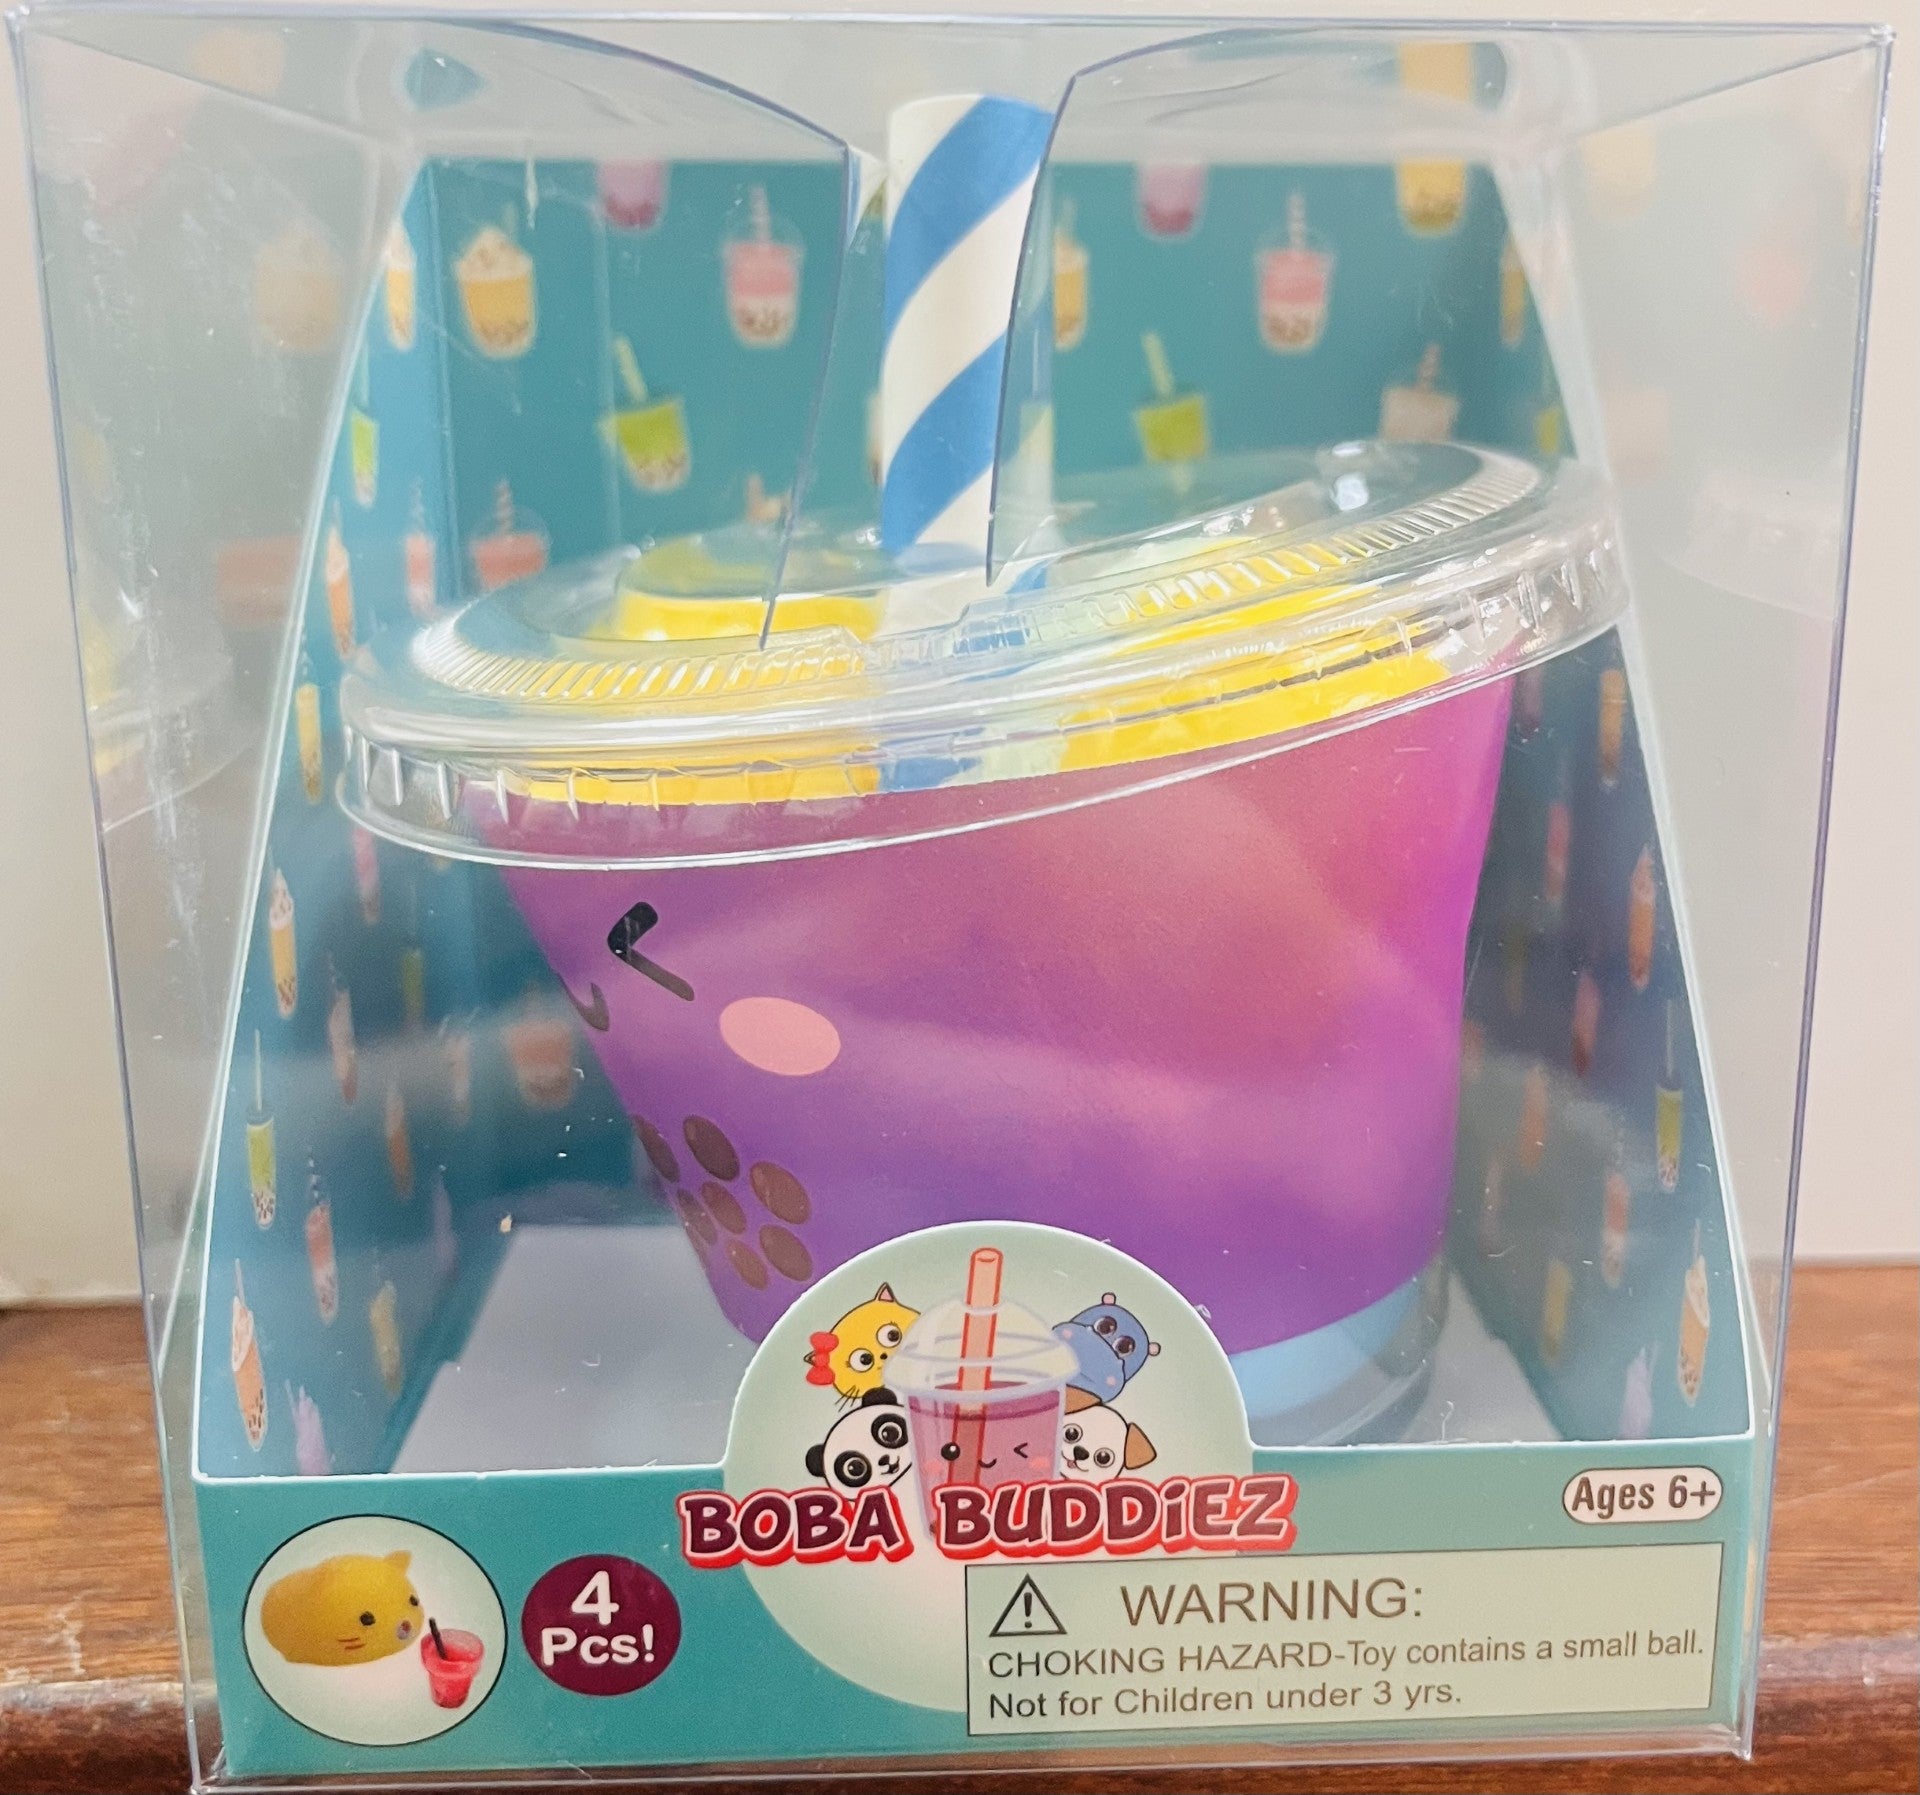 BOBA BUDDiEZ
Ages 6+
4
Pcs!
WARNING:
CHOKING HAZARD-Toy contains a small ball.
Not for Children under 3 yrs.